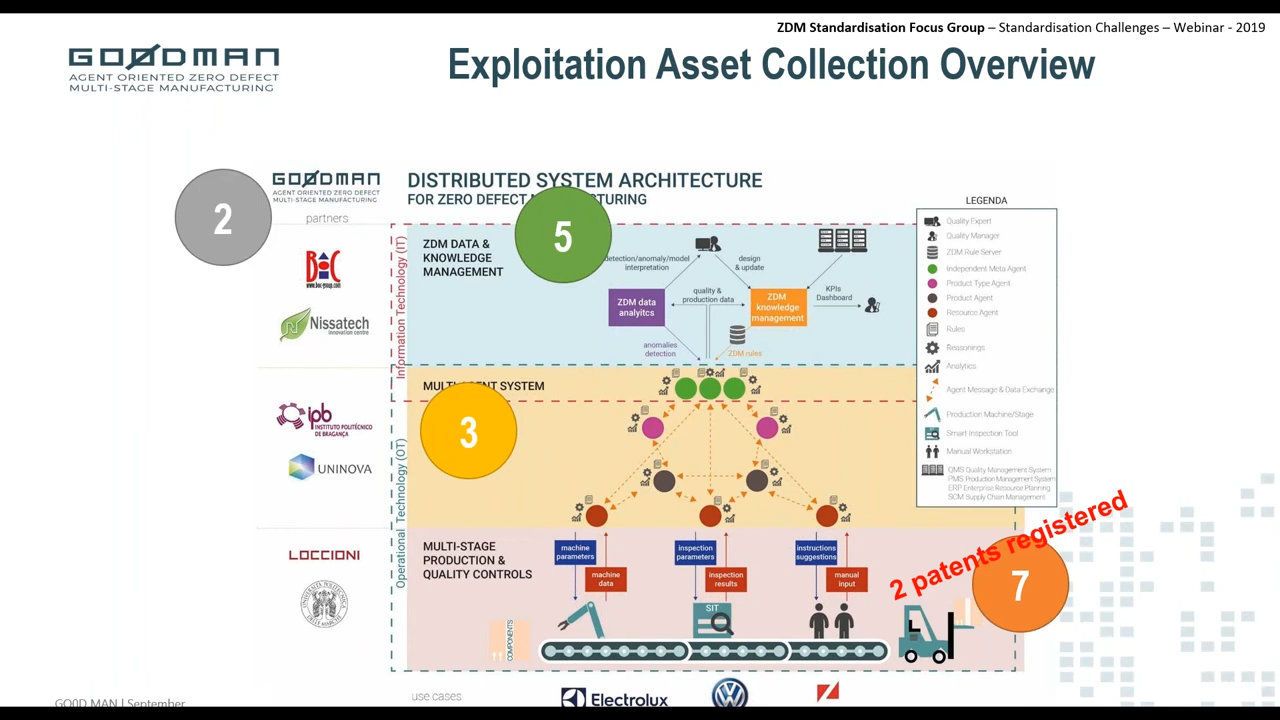 ZDM Standardisation Focus Group – Standardisation Challenges – Webinar - 2019
GOODMAN
AGENT ORIENTED ZERO DEFECT
MULTI-STAGE MANUFACTURING
Exploitation Asset Collection Overview
2
GOODMAN
AGENT ORIENTED ZERO DEFECT
MULTI-STAGE MANUFACTURING
partners
BOC
www.boc-group.com
Nissatech
innovation centre
ipb
INSTITUTO POLITÉCNICO
DE BRAGANÇA
UNINOVA
LOCCIONI
DISTRIBUTED SYSTEM ARCHITECTURE
FOR ZERO DEFECT
5
Information Technology (IT)
Operational Technology (OT)
ZDM DATA &
KNOWLEDGE
MANAGEMENT
detection/anomaly/model
interpretation
design
& update
ZDM data
analyitcs
quality &
production data
ZDM
knowledge
management
KPIs
Dashboard
anomalies
detection
ZDM rules
SYSTEM
3
MULTI-STAGE
PRODUCTION &
QUALITY CONTROLS
machine
parameters
machine
data
inspection
parameters
inspection
results
instructions
suggestions
manual
input
COMPONENTS
SIT
LEGENDA
Quality Expert
Quality Manager
ZDM Rule Server
Independent Meta Agent
Product Type Agent
Product Agent
Resource Agent
Rules
Reasonings
Analytics
Agent Message & Data Exchange
Production Machine/Stage
Smart Inspection Tool
Manual Workstation
QMS Quality Management System
PMS Production Management System
ERP Enterprise Resource Planning
SCM Supply Chain Management
2 patents registered
7
use cases
Electrolux
GO0D MAN | September